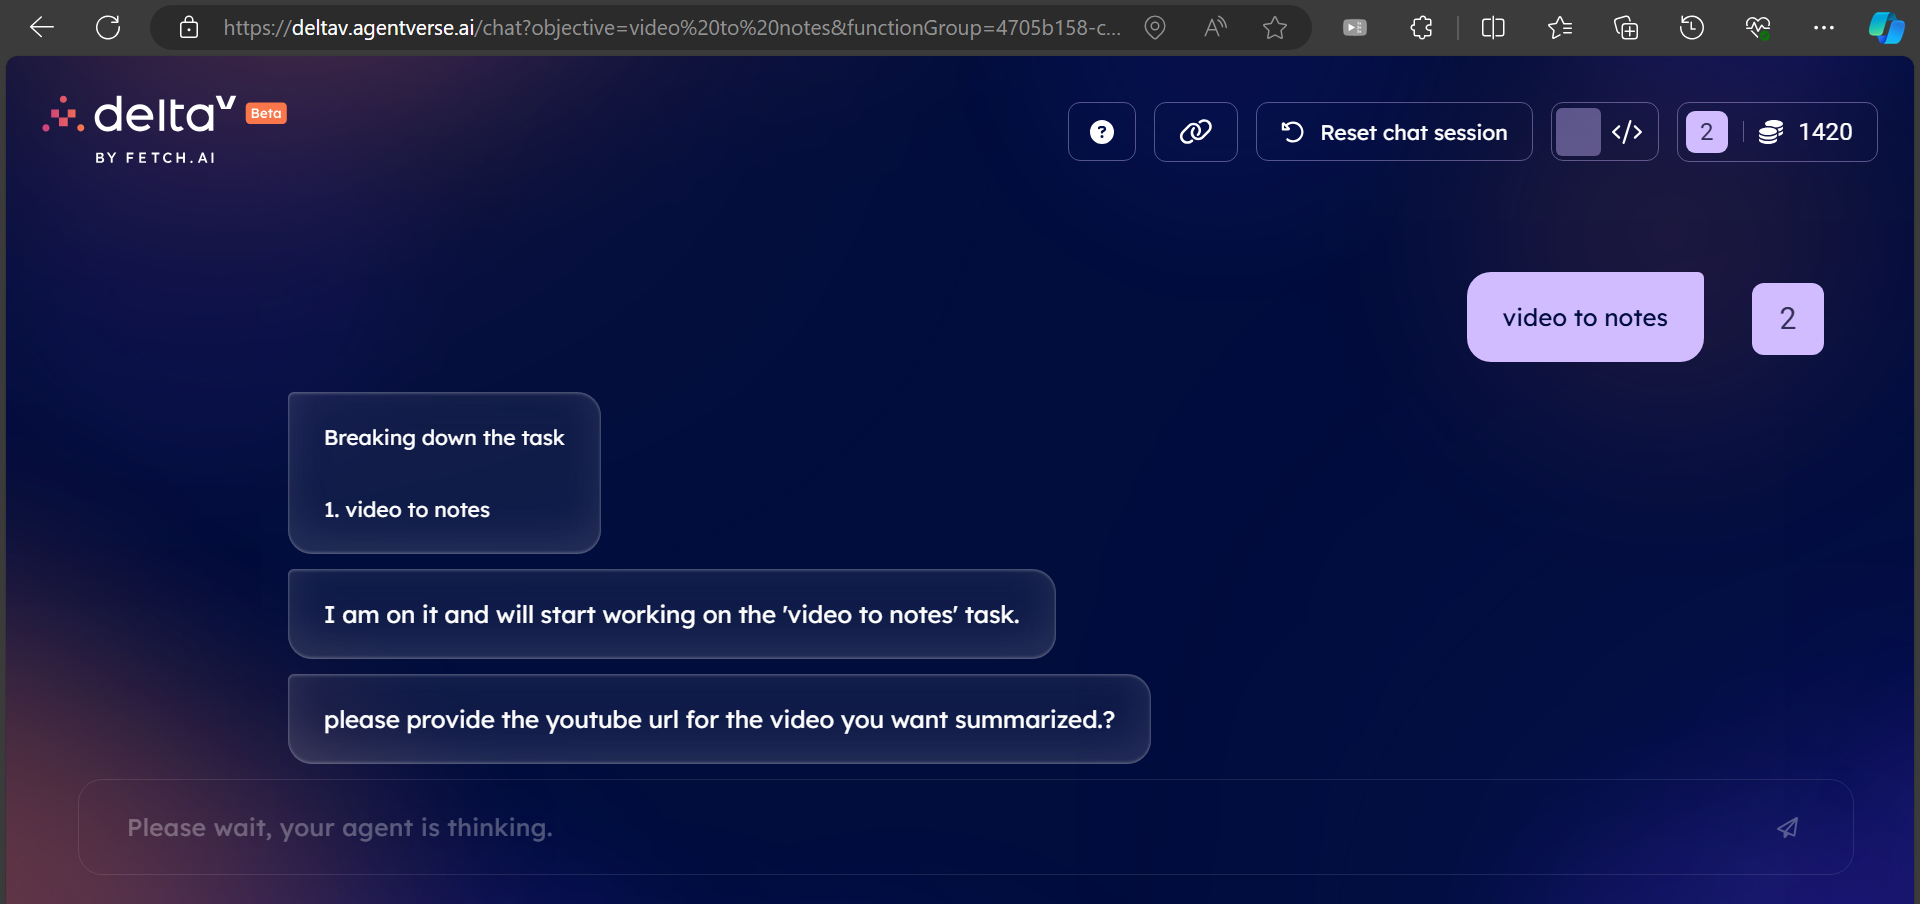 https://deltav.agentverse.ai/chat?objective=video%20to%20notes&functionGroup=4705b158-c...
delta v Beta
BY FETCH.AI
?
Reset chat session
</>
2
1420
video to notes
2
Breaking down the task
1. video to notes
I am on it and will start working on the 'video to notes' task.
please provide the youtube url for the video you want summarized.?
Please wait, your agent is thinking.